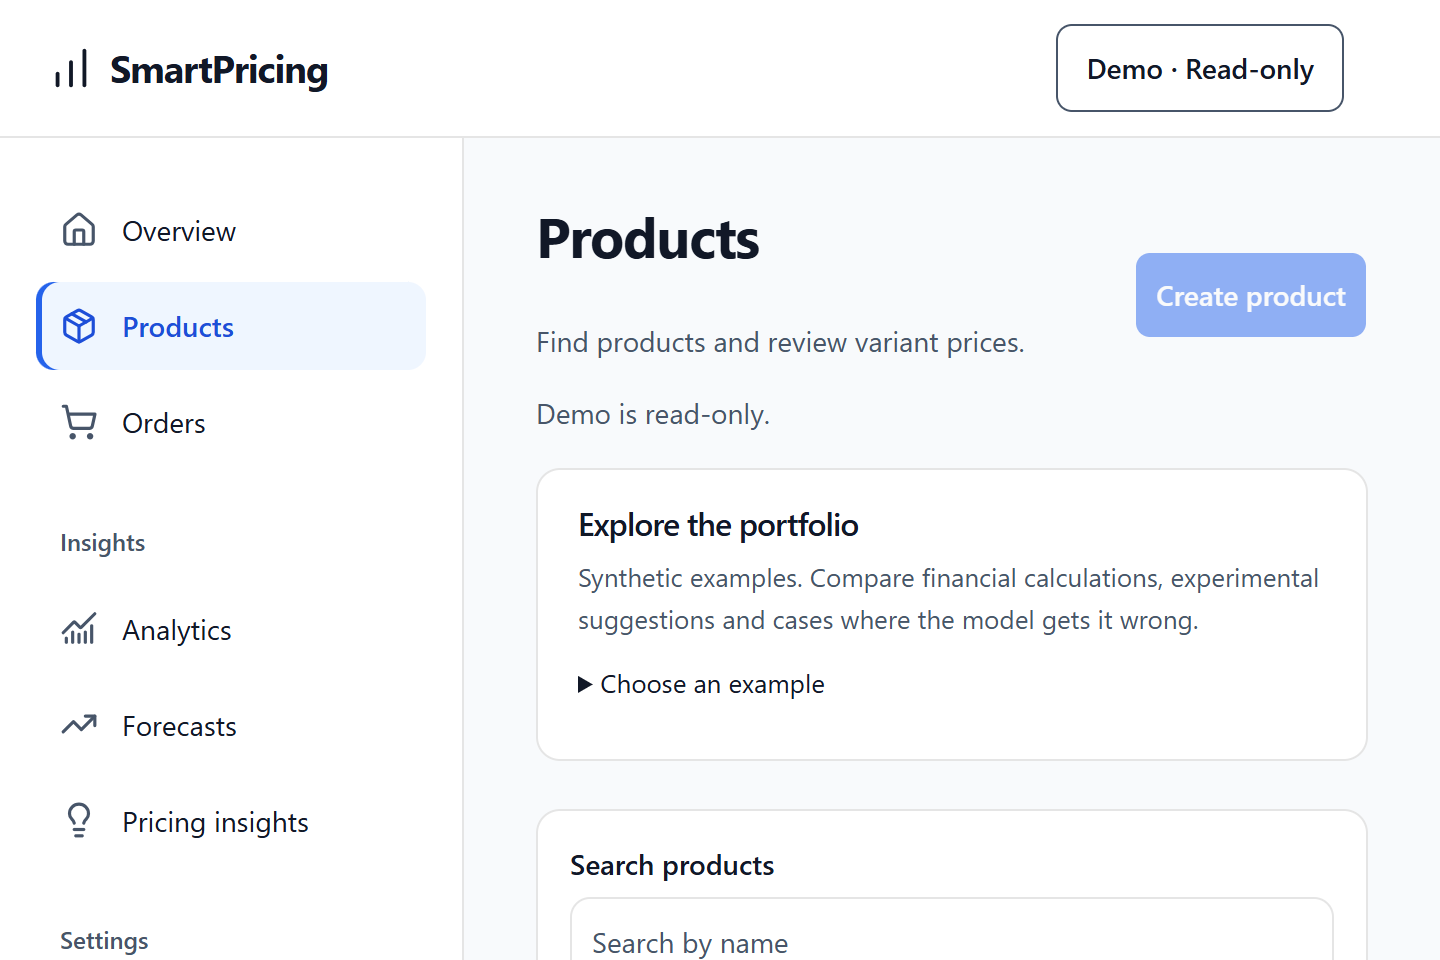 SmartPricing
Demo · Read-only
Overview
Products
Orders
Insights
Analytics
Forecasts
Pricing insights
Settings
Products
Create product
Find products and review variant prices.
Demo is read-only.
Explore the portfolio
Synthetic examples. Compare financial calculations, experimental
suggestions and cases where the model gets it wrong.
Choose an example
Search products
Search by name